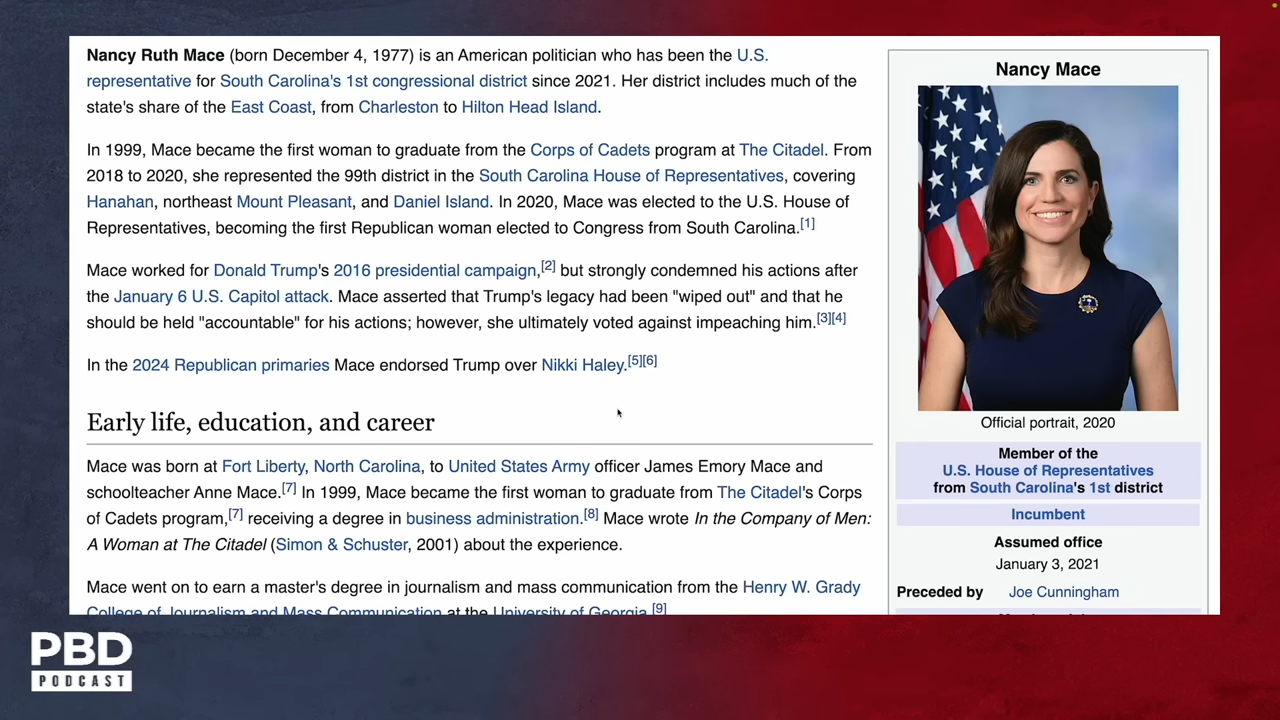 Nancy Ruth Mace (born December 4, 1977) is an American politician who has been the U.S.
representative for South Carolina's 1st congressional district since 2021. Her district includes much of the
state's share of the East Coast, from Charleston to Hilton Head Island.
In 1999, Mace became the first woman to graduate from the Corps of Cadets program at The Citadel. From
2018 to 2020, she represented the 99th district in the South Carolina House of Representatives, covering
Hanahan, northeast Mount Pleasant, and Daniel Island. In 2020, Mace was elected to the U.S. House of
Representatives, becoming the first Republican woman elected to Congress from South Carolina.[1]
Mace worked for Donald Trump's 2016 presidential campaign,[2] but strongly condemned his actions after
the January 6 U.S. Capitol attack. Mace asserted that Trump's legacy had been "wiped out" and that he
should be held "accountable" for his actions; however, she ultimately voted against impeaching him.[3][4]
In the 2024 Republican primaries Mace endorsed Trump over Nikki Haley.[5][6]
Early life, education, and career
Mace was born at Fort Liberty, North Carolina, to United States Army officer James Emory Mace and
schoolteacher Anne Mace.[7] In 1999, Mace became the first woman to graduate from The Citadel's Corps
of Cadets program,[7] receiving a degree in business administration.[8] Mace wrote In the Company of Men:
A Woman at The Citadel (Simon & Schuster, 2001) about the experience.
Mace went on to earn a master's degree in journalism and mass communication from the Henry W. Grady
College of Journalism and Mass Communication at the University of Georgia.[9]
Nancy Mace
Official portrait, 2020
Member of the
U.S. House of Representatives
from South Carolina's 1st district
Incumbent
Assumed office
January 3, 2021
Preceded by Joe Cunningham
PBD
PODCAST